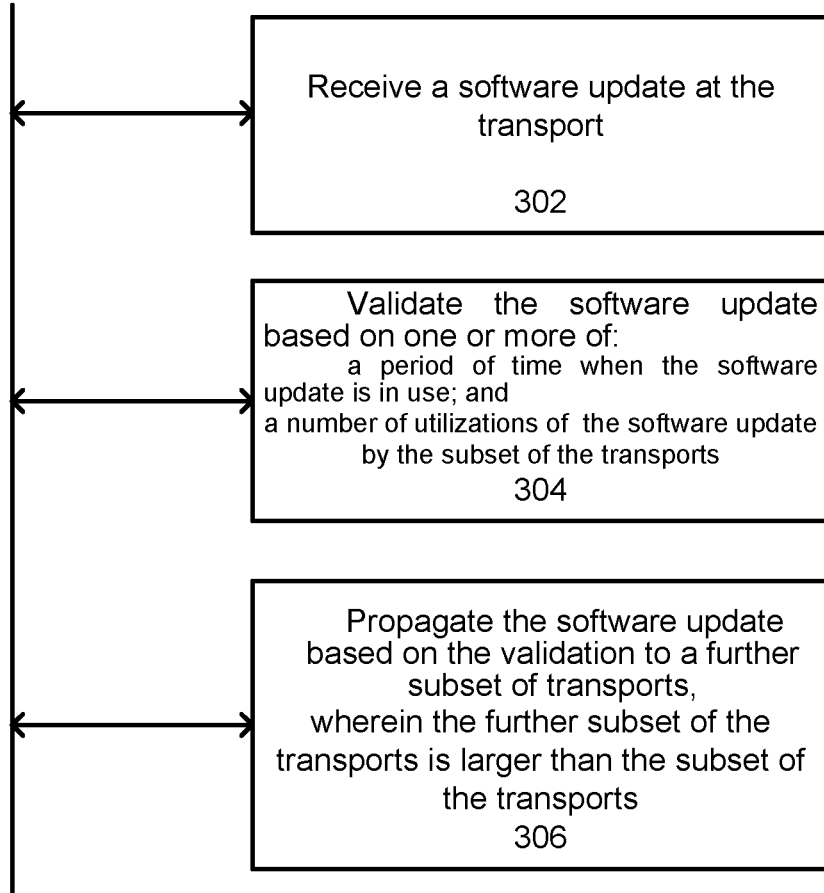 Receive a software update at the
transport
302
Validate the software update
based on one or more of:
a period of time when the software
update is in use; and
a number of utilizations of the software update
by the subset of the transports
304
Propagate the software update
based on the validation to a further
subset of transports,
wherein the further subset of the
transports is larger than the subset of
the transports
306